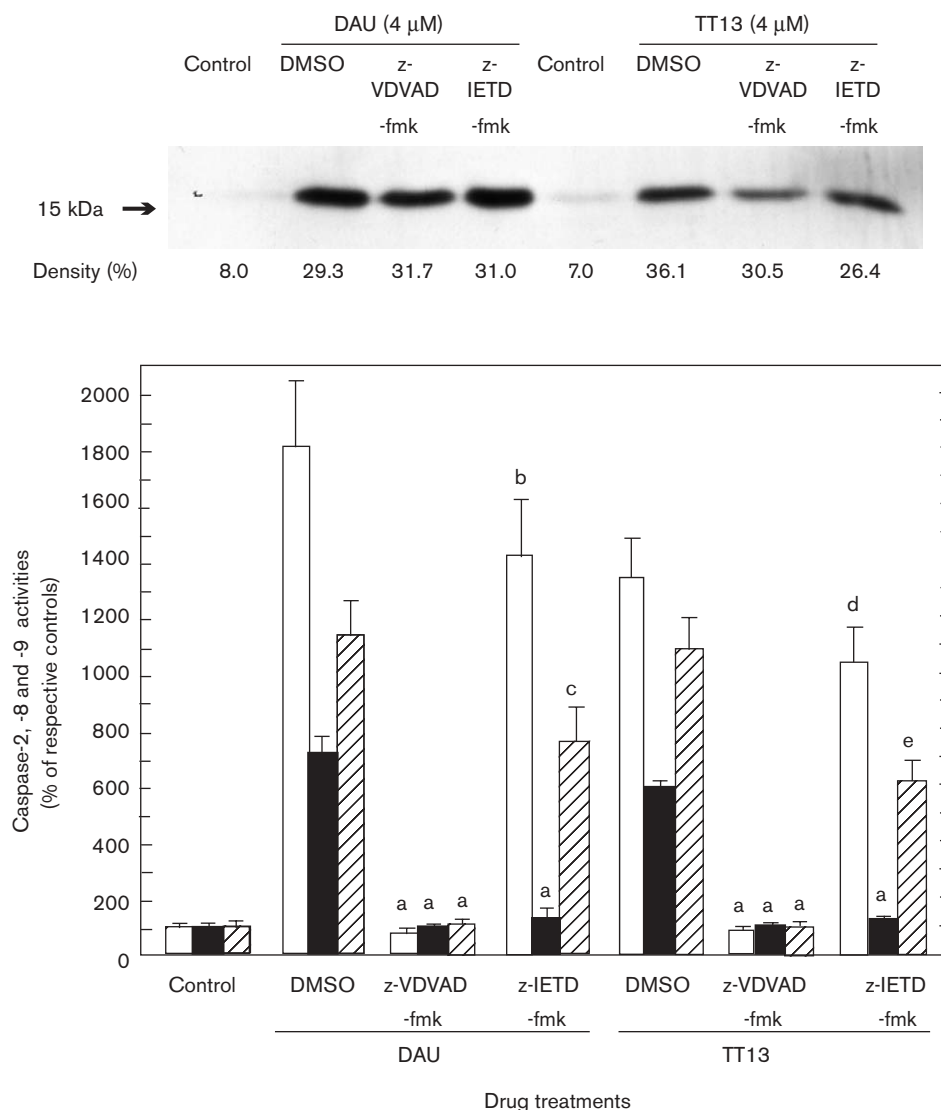 DAU (4 µM) TT13 (4 µM)
Control DMSO z-VDVAD-fmk z-IETD-fmk Control DMSO z-VDVAD-fmk z-IETD-fmk
15 kDa
Density (%) 8.0 29.3 31.7 31.0 7.0 36.1 30.5 26.4
Caspase-2, -8 and -9 activities
(% of respective controls)
2000
1800
1600
1400
1200
1000
800
600
400
200
0
a a a b a c a a a d a e
Control DMSO z-VDVAD-fmk z-IETD-fmk DMSO z-VDVAD-fmk z-IETD-fmk
DAU TT13
Drug treatments